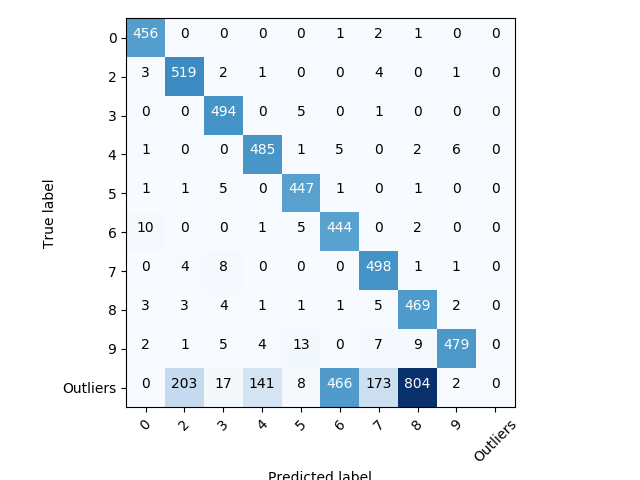 0 456 0 0 0 0 1 2 1 0 0
2 3 519 2 1 0 0 4 0 1 0
3 0 0 494 0 5 0 1 0 0 0
4 1 0 0 485 1 5 0 2 6 0
5 1 1 5 0 447 1 0 1 0 0
6 10 0 0 1 5 444 0 2 0 0
7 0 4 8 0 0 0 498 1 1 0
8 3 3 4 1 1 1 5 469 2 0
9 2 1 5 4 13 0 7 9 479 0
Outliers 0 203 17 141 8 466 173 804 2 0
0 2 3 4 5 6 7 8 9 Outliers
True label
Predicted label